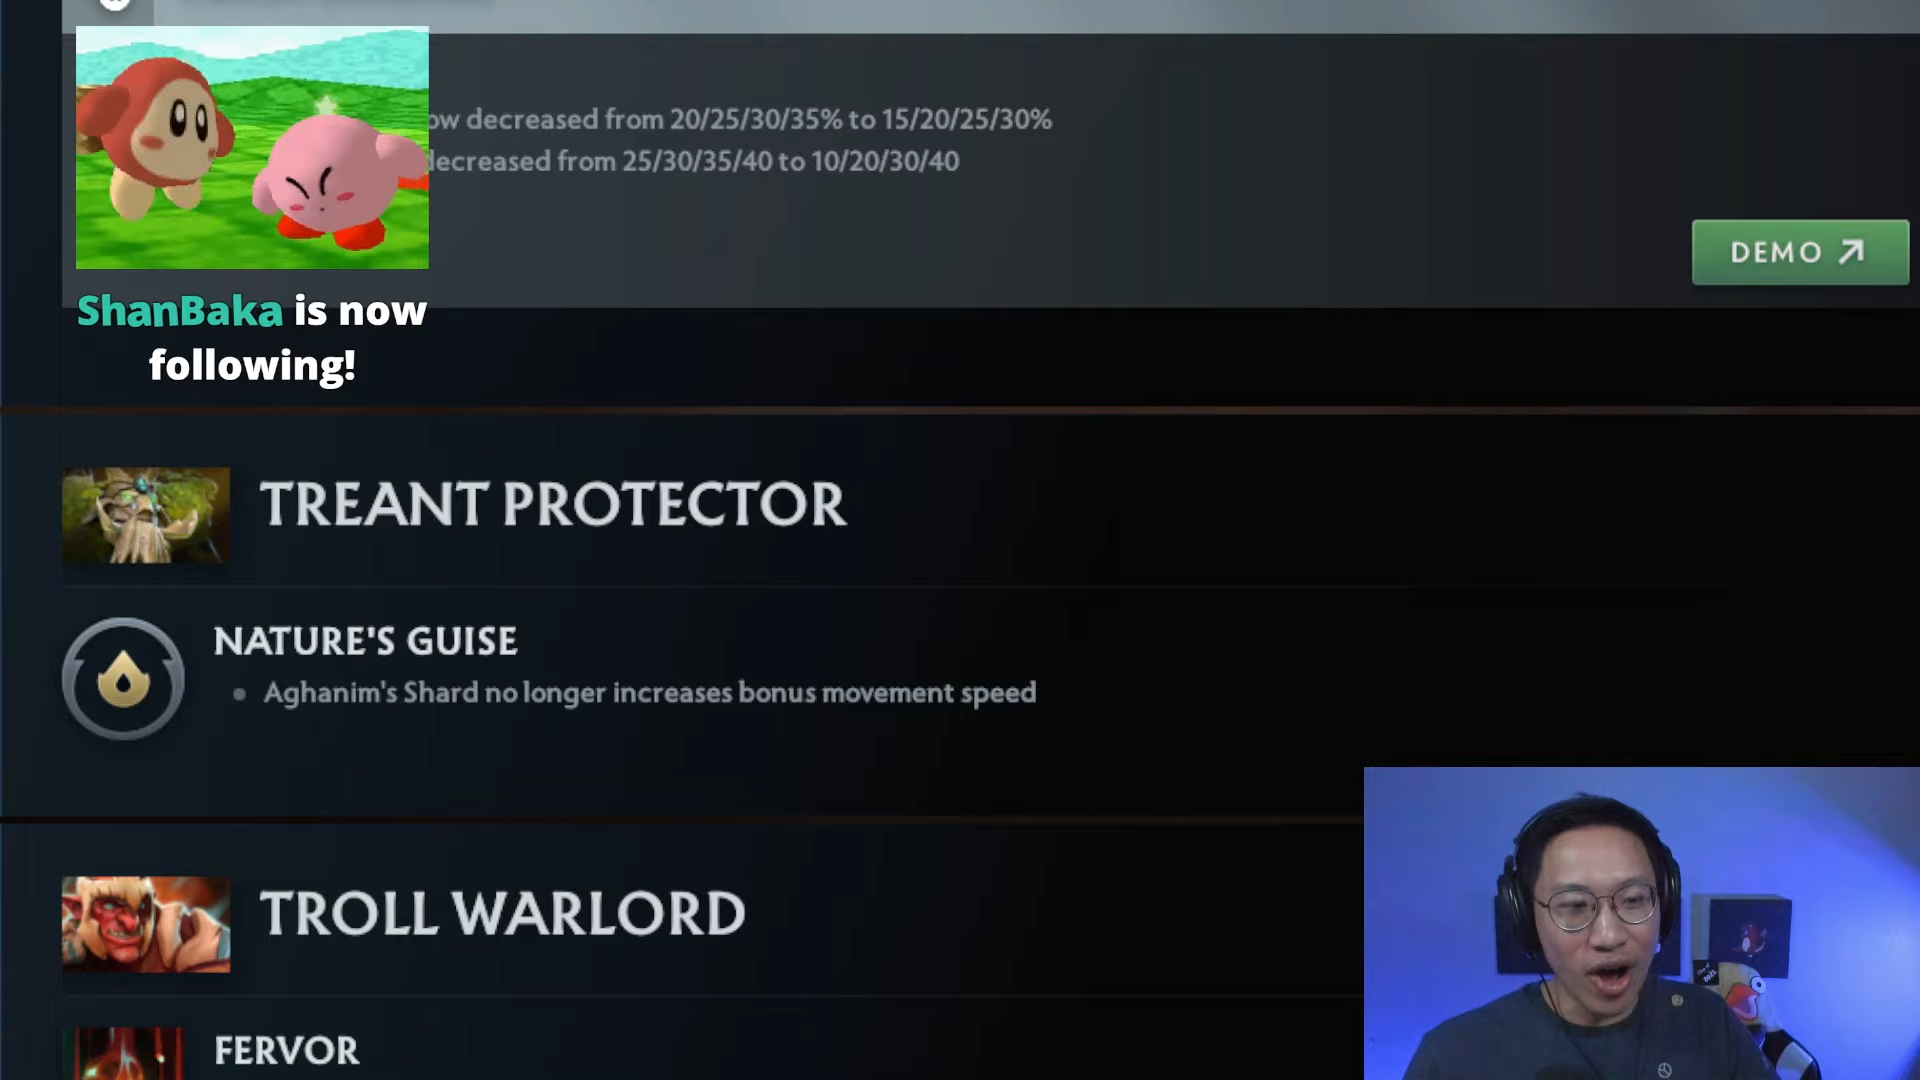 ow decreased from 20/25/30/35% to 15/20/25/30%
decreased from 25/30/35/40 to 10/20/30/40
DEMO
ShanBaka is now
following!
TREANT PROTECTOR
NATURE'S GUISE
Aghanim's Shard no longer increases bonus movement speed
TROLL WARLORD
FERVOR